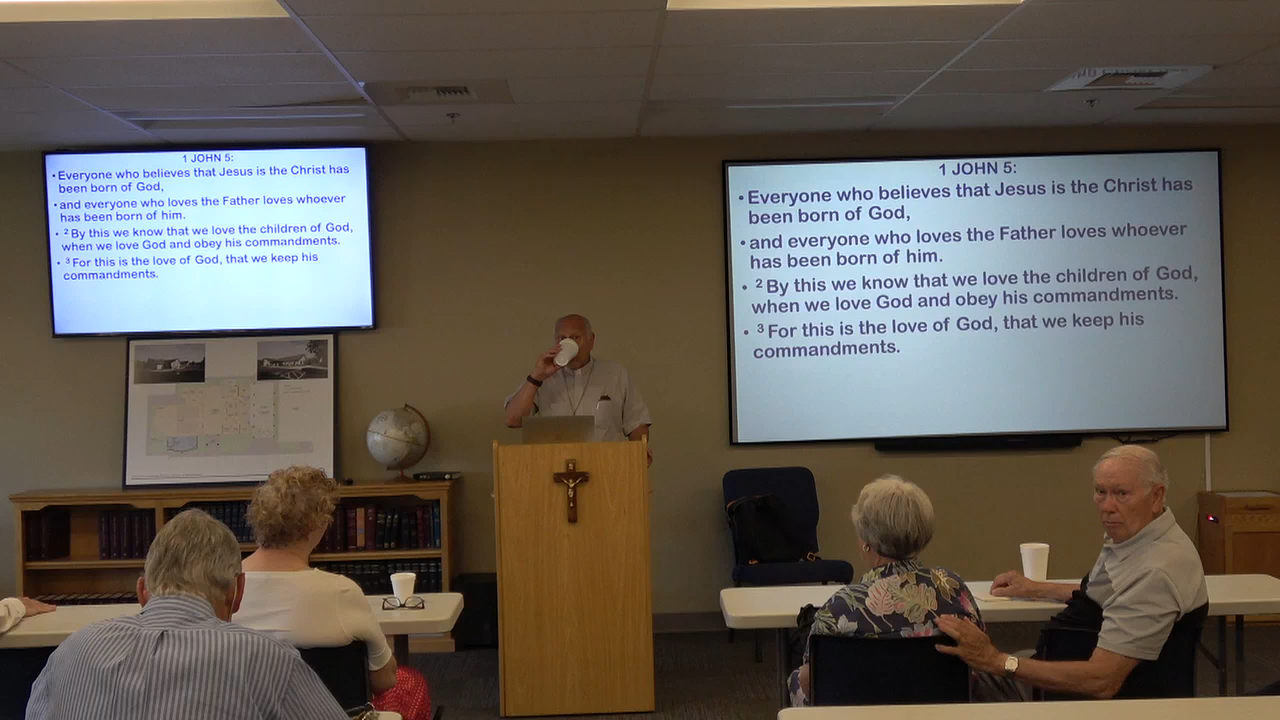 1 JOHN 5:
• Everyone who believes that Jesus is the Christ has
been born of God,
• and everyone who loves the Father loves whoever
has been born of him.
• ² By this we know that we love the children of God,
when we love God and obey his commandments.
• ³ For this is the love of God, that we keep his
commandments.
1 JOHN 5:
• Everyone who believes that Jesus is the Christ has
been born of God,
• and everyone who loves the Father loves whoever
has been born of him.
• ² By this we know that we love the children of God,
when we love God and obey his commandments.
• ³ For this is the love of God, that we keep his
commandments.